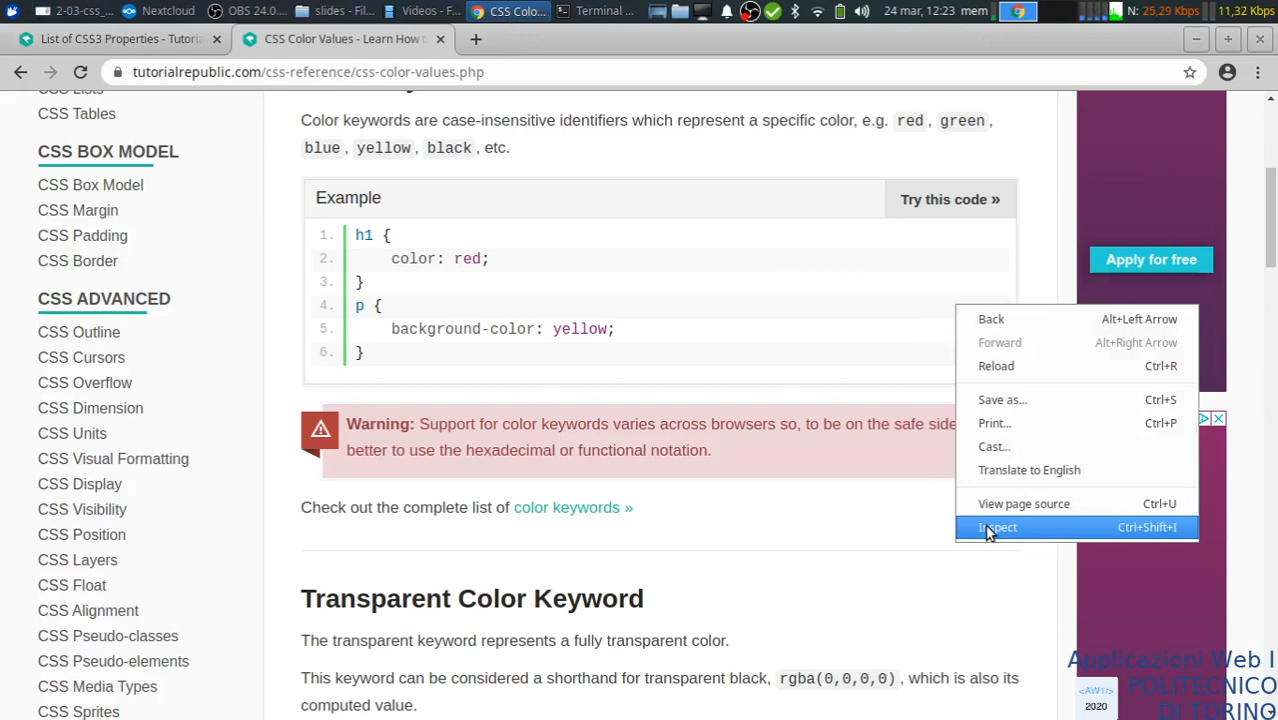 2-03-css_...
Nextcloud
OBS 24.0....
slides - Fil...
Videos - F...
CSS Colo...
Terminal ...
24 mar, 12:23
mem
N: 25,29 Kbps
11,32 Kbps
List of CSS3 Properties - Tutoria
CSS Color Values - Learn How t
tutorialrepublic.com/css-reference/css-color-values.php
CSS Tables
CSS BOX MODEL
CSS Box Model
CSS Margin
CSS Padding
CSS Border
CSS ADVANCED
CSS Outline
CSS Cursors
CSS Overflow
CSS Dimension
CSS Units
CSS Visual Formatting
CSS Display
CSS Visibility
CSS Position
CSS Layers
CSS Float
CSS Alignment
CSS Pseudo-classes
CSS Pseudo-elements
CSS Media Types
CSS Sprites
Color keywords are case-insensitive identifiers which represent a specific color, e.g. red, green,
blue, yellow, black, etc.
Example
Try this code »
1. h1 {
2. color: red;
3. }
4. p {
5. background-color: yellow;
6. }
Warning: Support for color keywords varies across browsers so, to be on the safe side
better to use the hexadecimal or functional notation.
Check out the complete list of color keywords »
Transparent Color Keyword
The transparent keyword represents a fully transparent color.
This keyword can be considered a shorthand for transparent black, rgba(0,0,0,0), which is also its
computed value.
Apply for free
Back Alt+Left Arrow
Forward Alt+Right Arrow
Reload Ctrl+R
Save as... Ctrl+S
Print... Ctrl+P
Cast...
Translate to English
View page source Ctrl+U
Inspect Ctrl+Shift+I
Applicazioni Web I
POLITECNICO
DI TORINO
<AW1/>
2020